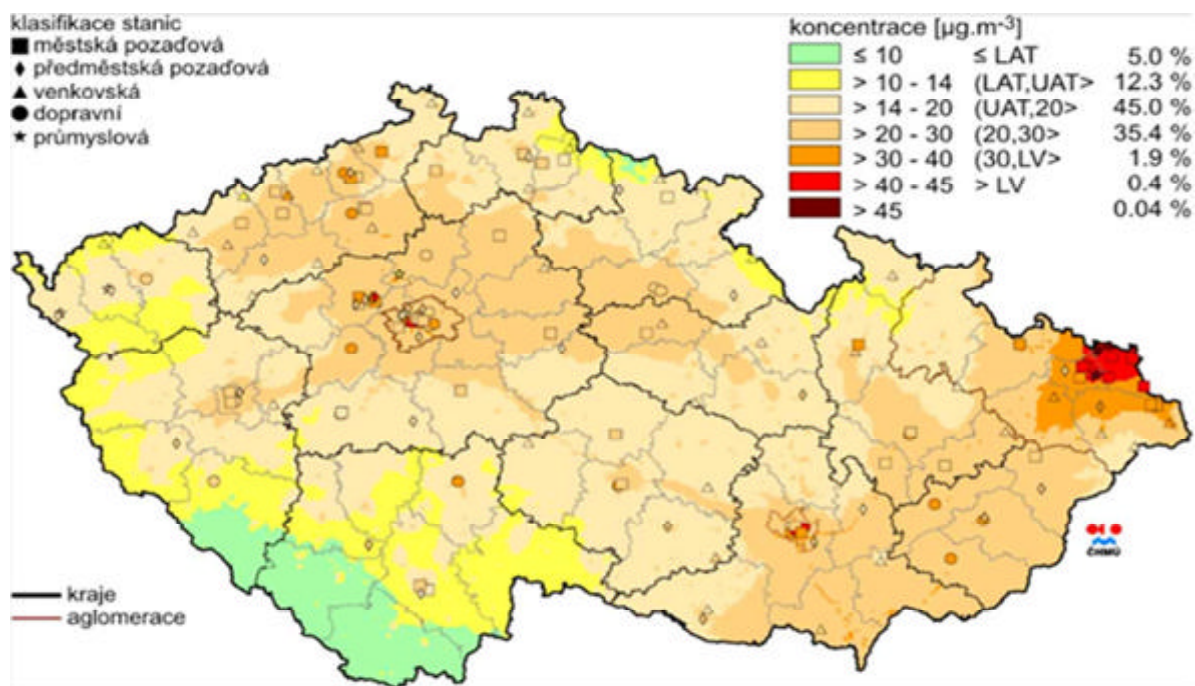 klasifikace stanic
městská pozaďová
předměstská pozaďová
venkovská
dopravní
průmyslová
koncentrace [µg.m-3]
≤ 10 ≤ LAT 5.0 %
> 10 - 14 (LAT,UAT> 12.3 %
> 14 - 20 (UAT,20> 45.0 %
> 20 - 30 (20,30> 35.4 %
> 30 - 40 (30,LV> 1.9 %
> 40 - 45 > LV 0.4 %
> 45 0.04 %
ČHMÚ
kraje
aglomerace